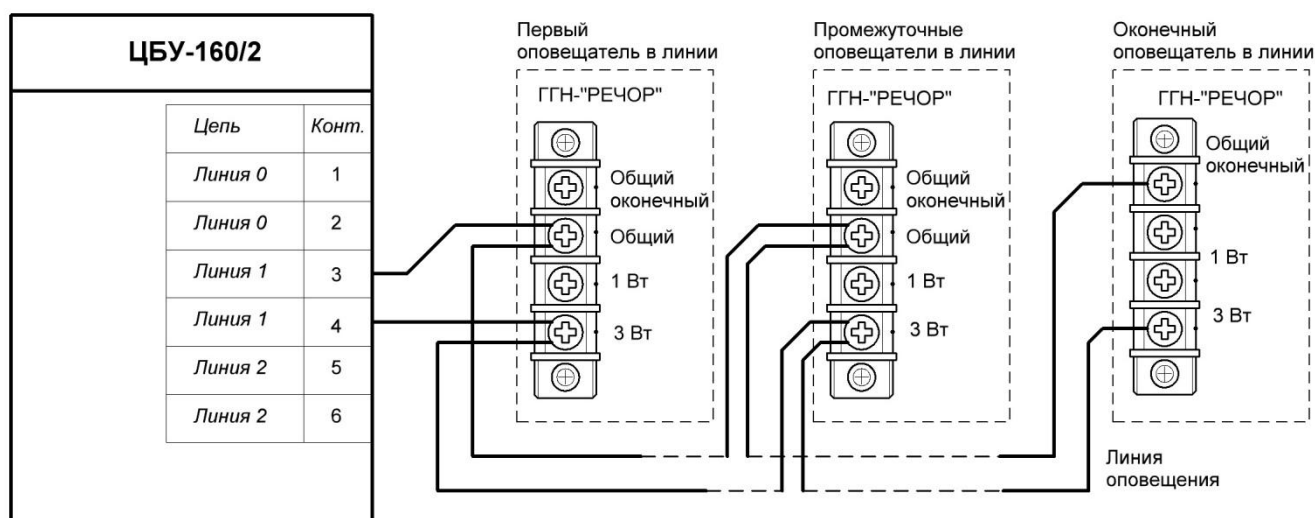 ЦБУ-160/2
Цепь Конт.
Линия 0 1
Линия 0 2
Линия 1 3
Линия 1 4
Линия 2 5
Линия 2 6
Первый
оповещатель в линии
ГГН-"РЕЧОР"
Общий
оконечный
Общий
1 Вт
3 Вт
Промежуточные
оповещатели в линии
ГГН-"РЕЧОР"
Общий
оконечный
Общий
1 Вт
3 Вт
Оконечный
оповещатель в линии
ГГН-"РЕЧОР"
Общий
оконечный
1 Вт
3 Вт
Линия
оповещения